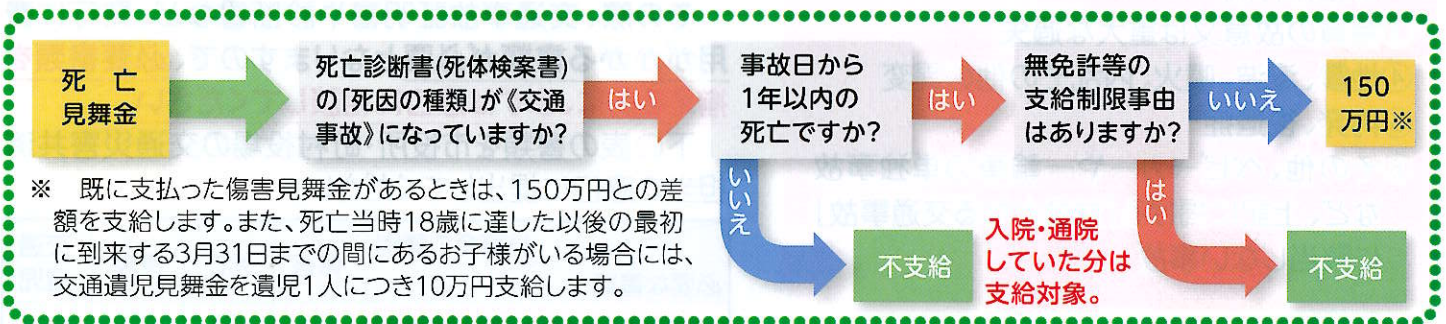 死 亡
見舞金
死亡診断書(死体検案書)
の「死因の種類」が《交通
事故》になっていますか?
はい
事故日から
1年以内の
死亡ですか?
はい
無免許等の
支給制限事由
はありますか?
いいえ
150
万円※
※ 既に支払った傷害見舞金があるときは、150万円との差
額を支給します。また、死亡当時18歳に達した以後の最初
に到来する3月31日までの間にあるお子様がいる場合には、
交通遺児見舞金を遺児1人につき10万円支給します。
いいえ
不支給
入院・通院
していた分は
支給対象。
はい
不支給